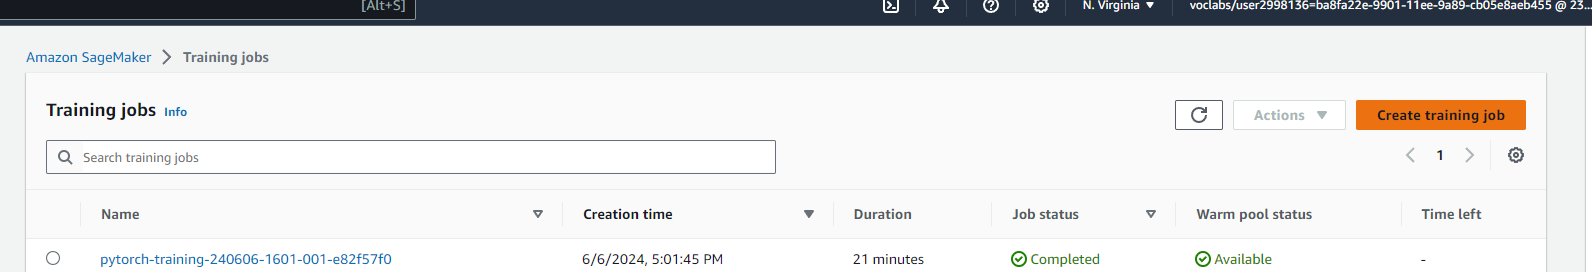 [Alt+S]
N. Virginia
voclabs/user2998136=ba8fa22e-9901-11ee-9a89-cb05e8aeb455 @ 23...
Amazon SageMaker > Training jobs
Training jobs Info
Actions
Create training job
Search training jobs
1
Name Creation time Duration Job status Warm pool status Time left
pytorch-training-240606-1601-001-e82f57f0 6/6/2024, 5:01:45 PM 21 minutes Completed Available -